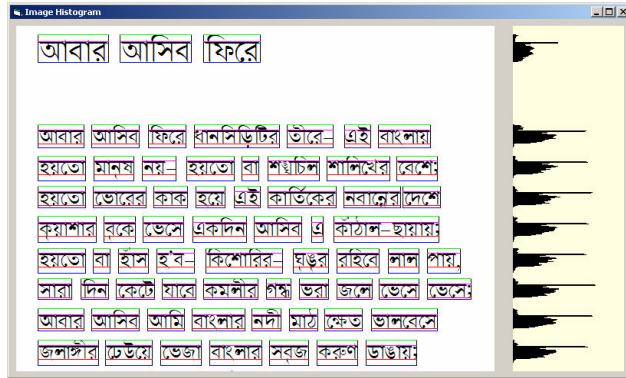 Image Histogram
আবার আসিব ফিরে
আবার আসিব ফিরে ধানসিড়িটির তীরে– এই বাংলায়
হয়তো মানুষ নয়– হয়তো বা শঙ্খচিল শালিখের বেশে;
হয়তো ভোরের কাক হয়ে এই কার্তিকের নবান্নের দেশে
কুয়াশার বুকে ভেসে একদিন আসিব এ কাঁঠাল–ছায়ায়;
হয়তো বা হাঁস হ'ব– কিশোরির– ঘুঙুর রহিবে লাল পায়,
সারা দিন কেটে যাবে কমলীর গন্ধ ভরা জলে ভেসে ভেসে;
আবার আসিব আমি বাংলার নদী মাঠ ক্ষেত ভালবেসে
জলাঙ্গীর ঢেউয়ে ভেজা বাংলার সবুজ করুণ ডাঙায়;